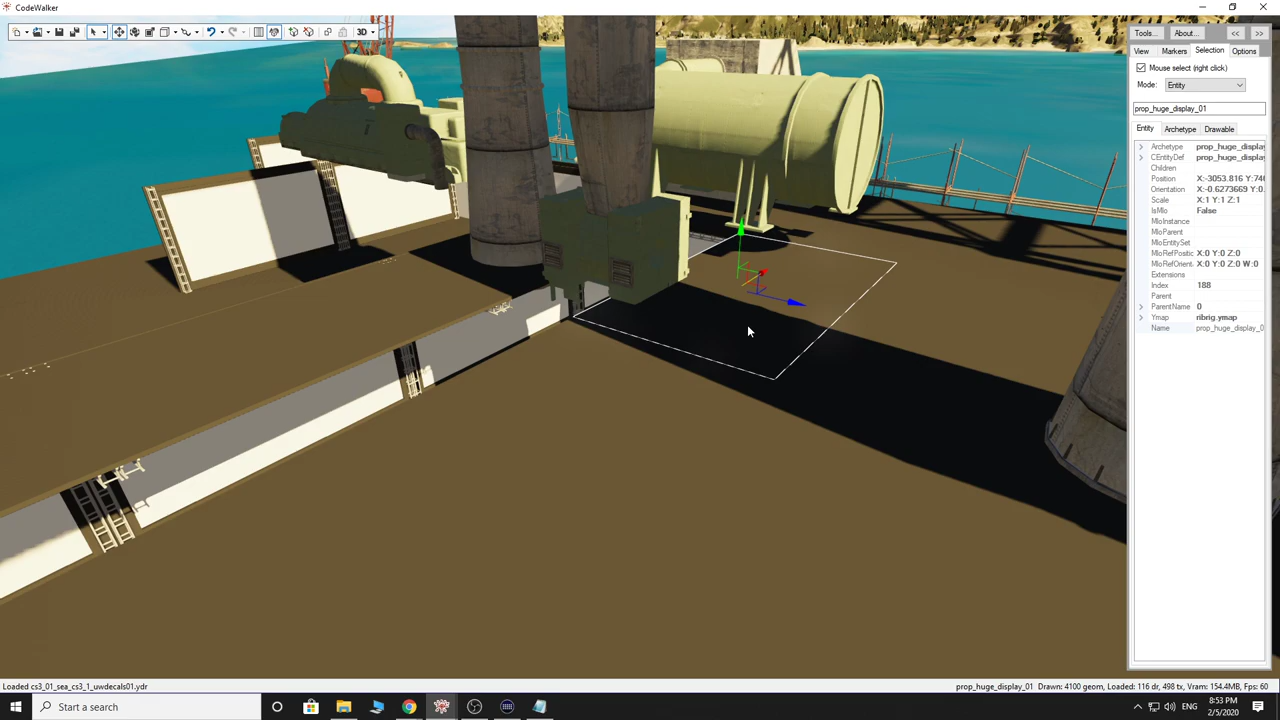 CodeWalker
3D
Tools...
About...
<<
>>
View
Markers
Selection
Options
Mouse select (right click)
Mode:
Entity
prop_huge_display_01
Entity
Archetype
Drawable
Archetype prop_huge_display
CEntityDef prop_huge_display
Children
Position X:-3053.816 Y:74
Orientation X:-0.6273669 Y:0.
Scale X:1 Y:1 Z:1
IsMlo False
MloInstance
MloParent
MloEntitySet
MloRefPositic X:0 Y:0 Z:0
MloRefOrient X:0 Y:0 Z:0 W:0
Extensions
Index 188
Parent
ParentName 0
Ymap ribrig.ymap
Name prop_huge_display_0
Loaded cs3_01_sea_cs3_1_uwdecals01.ydr
prop_huge_display_01 Drawn: 4100 geom, Loaded: 116 dr, 498 tx, Vram: 154.4MB, Fps: 60
Start a search
ENG
8:53 PM
2/5/2020